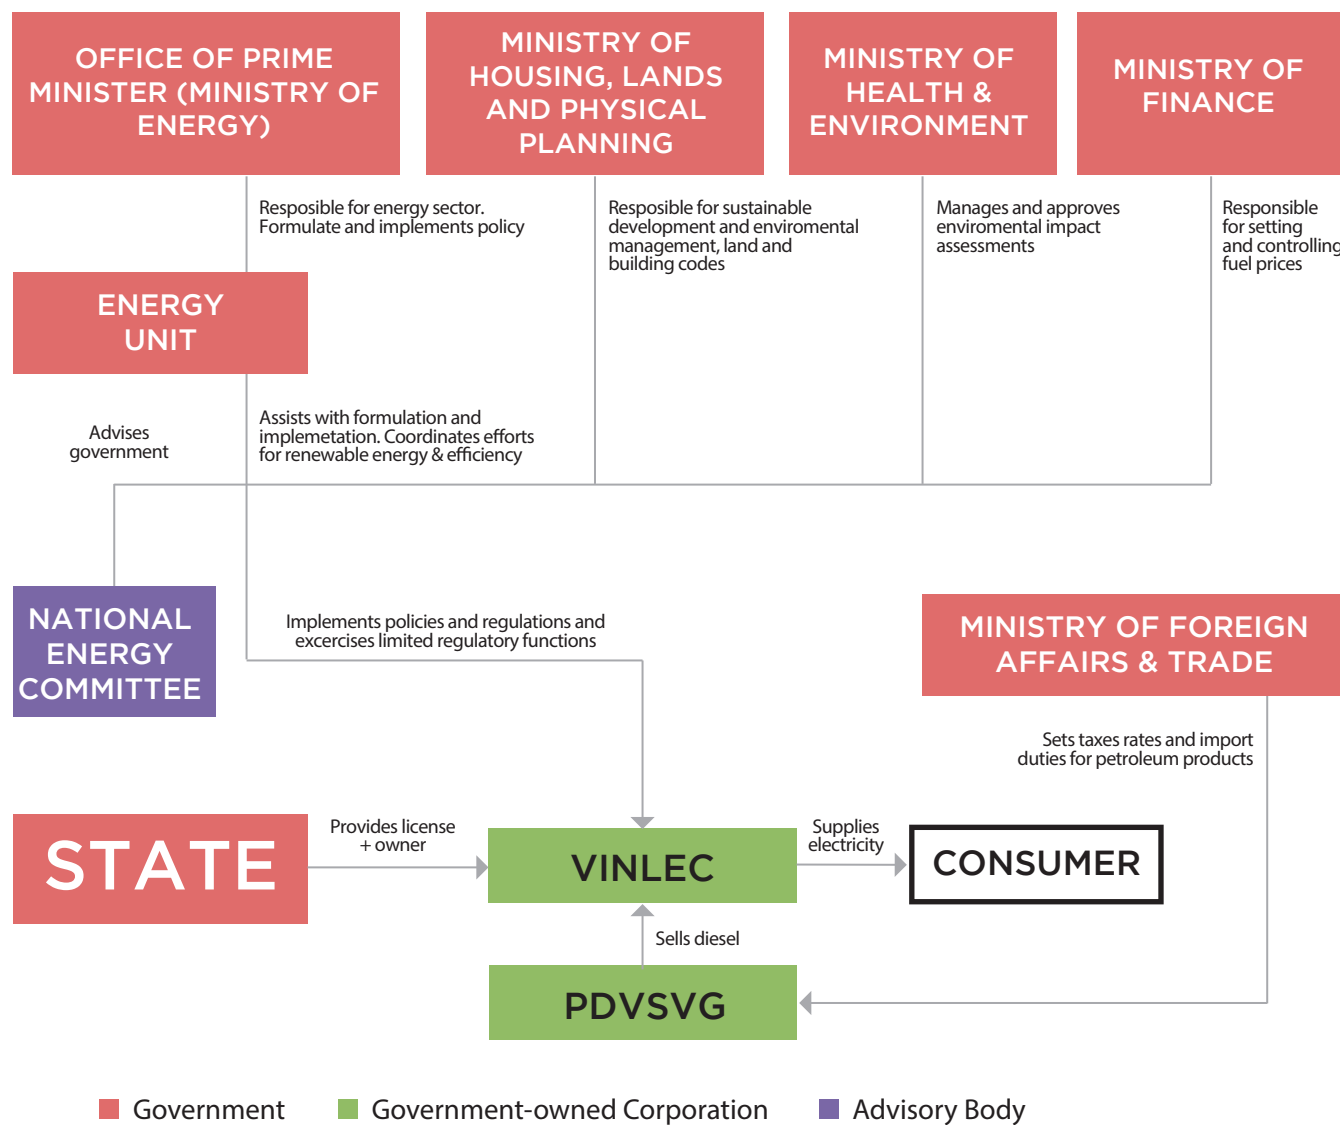 OFFICE OF PRIME
MINISTER (MINISTRY OF
ENERGY)
MINISTRY OF
HOUSING, LANDS
AND PHYSICAL
PLANNING
MINISTRY OF
HEALTH &
ENVIRONMENT
MINISTRY OF
FINANCE
Resposible for energy sector.
Formulate and implements policy
Resposible for sustainable
development and enviromental
management, land and
building codes
Manages and approves
enviromental impact
assessments
Responsible
for setting
and controlling
fuel prices
ENERGY
UNIT
Advises
government
Assists with formulation and
implemetation. Coordinates efforts
for renewable energy & efficiency
NATIONAL
ENERGY
COMMITTEE
Implements policies and regulations and
excercises limited regulatory functions
MINISTRY OF FOREIGN
AFFAIRS & TRADE
Sets taxes rates and import
duties for petroleum products
STATE
Provides license
+ owner
VINLEC
Supplies
electricity
CONSUMER
Sells diesel
PDVSVG
Government
Government-owned Corporation
Advisory Body